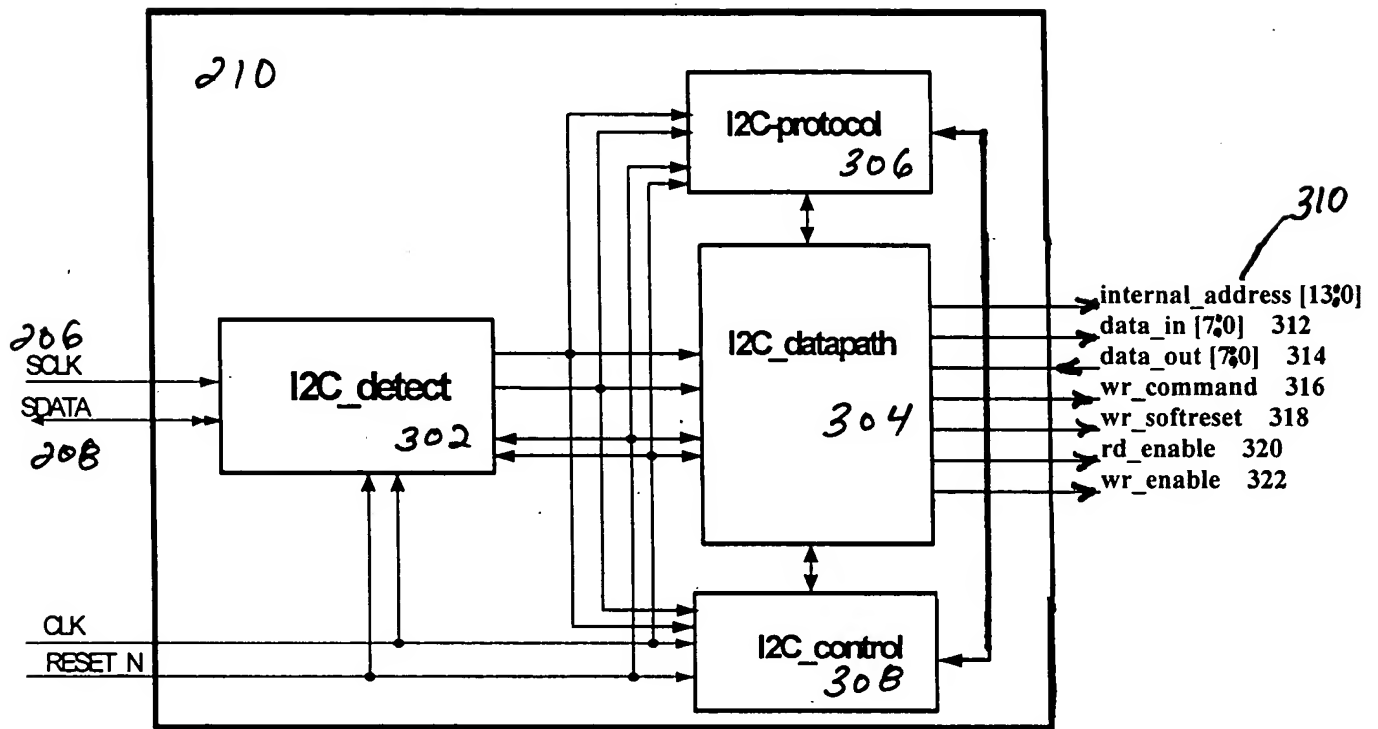 210
I2C-protocol
306
310
internal_address [13:0]
data_in [7:0] 312
data_out [7:0] 314
wr_command 316
wr_softreset 318
rd_enable 320
wr_enable 322
I2C_datapath
304
206
SCLK
SDATA
208
I2C_detect
302
CLK
RESET_N
I2C_control
308